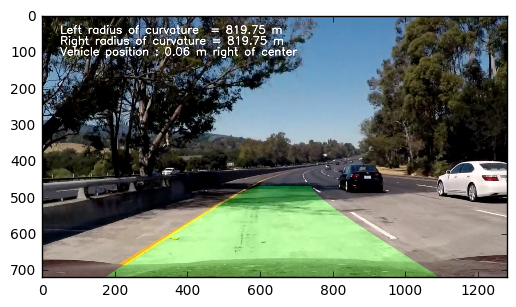 Left radius of curvature  = 819.75 m
Right radius of curvature = 819.75 m
Vehicle position : 0.06 m right of center
0
100
200
300
400
500
600
700
0 200 400 600 800 1000 1200